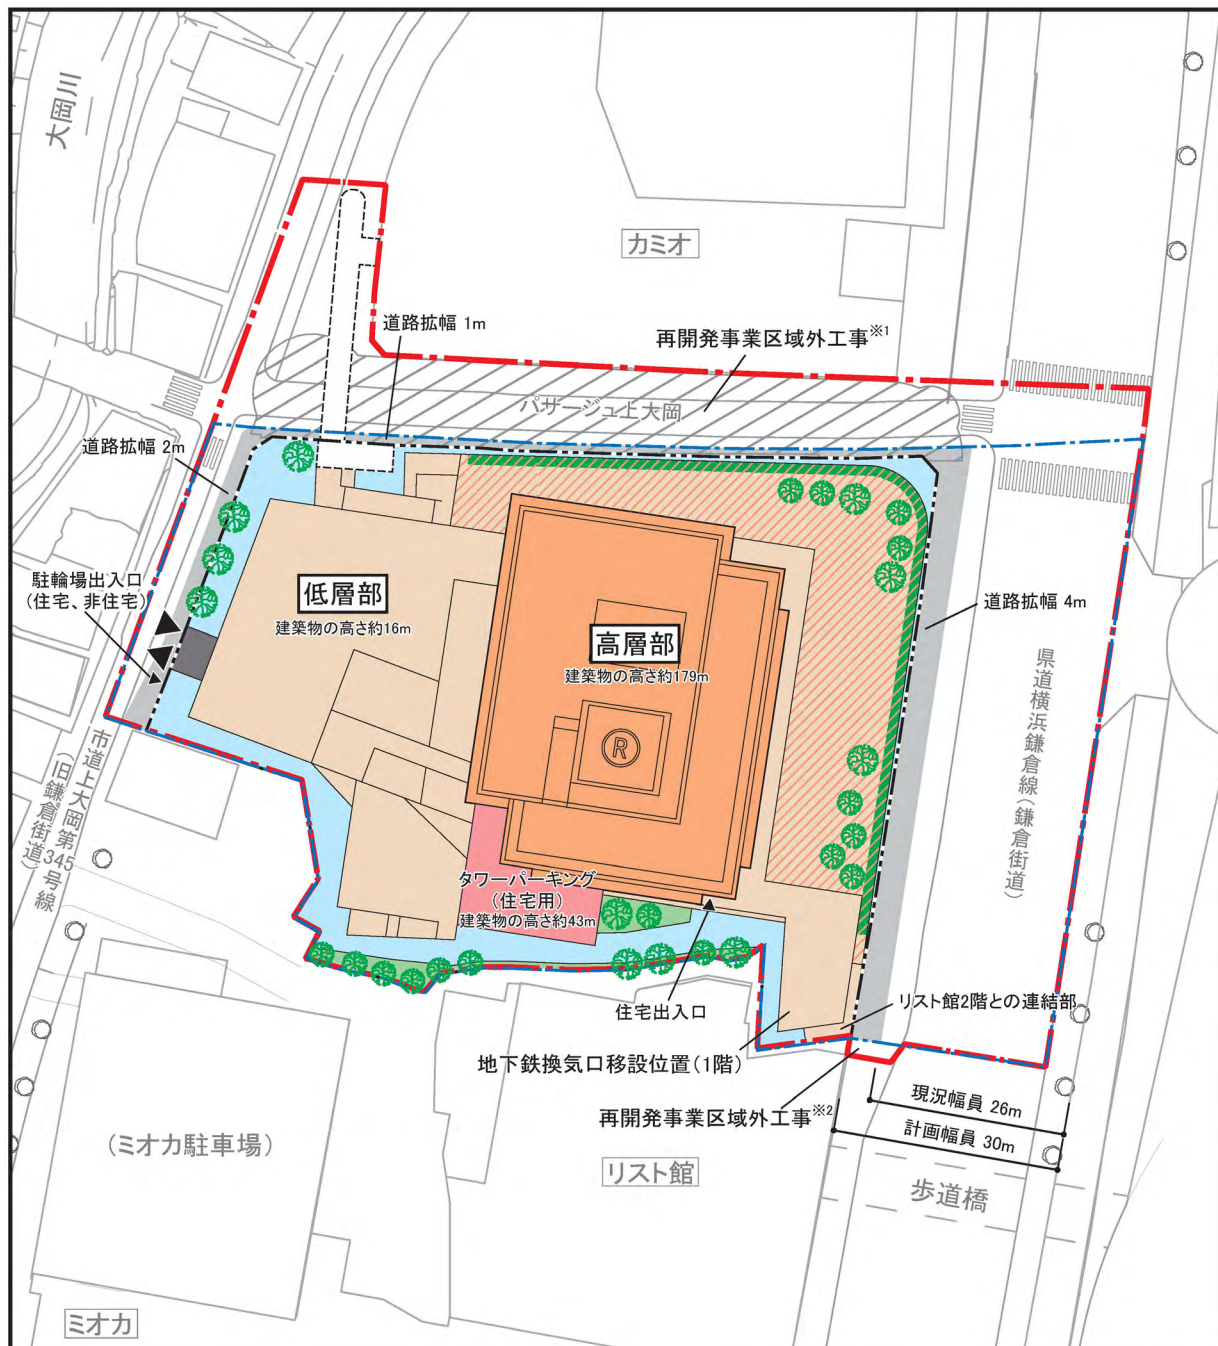 大岡川
カミオ
道路拡幅 1m
再開発事業区域外工事※1
パサージュ上大岡
道路拡幅 2m
駐輪場出入口
(住宅、非住宅)
低層部
建築物の高さ約16m
高層部
建築物の高さ約179m
R
道路拡幅 4m
県道横浜鎌倉線(鎌倉街道)
市道上大岡第345号線
(旧鎌倉街道)
タワーパーキング
(住宅用)
建築物の高さ約43m
住宅出入口
リスト館2階との連結部
地下鉄換気口移設位置(1階)
再開発事業区域外工事※2
現況幅員 26m
計画幅員 30m
(ミオカ駐車場)
リスト館
歩道橋
ミオカ